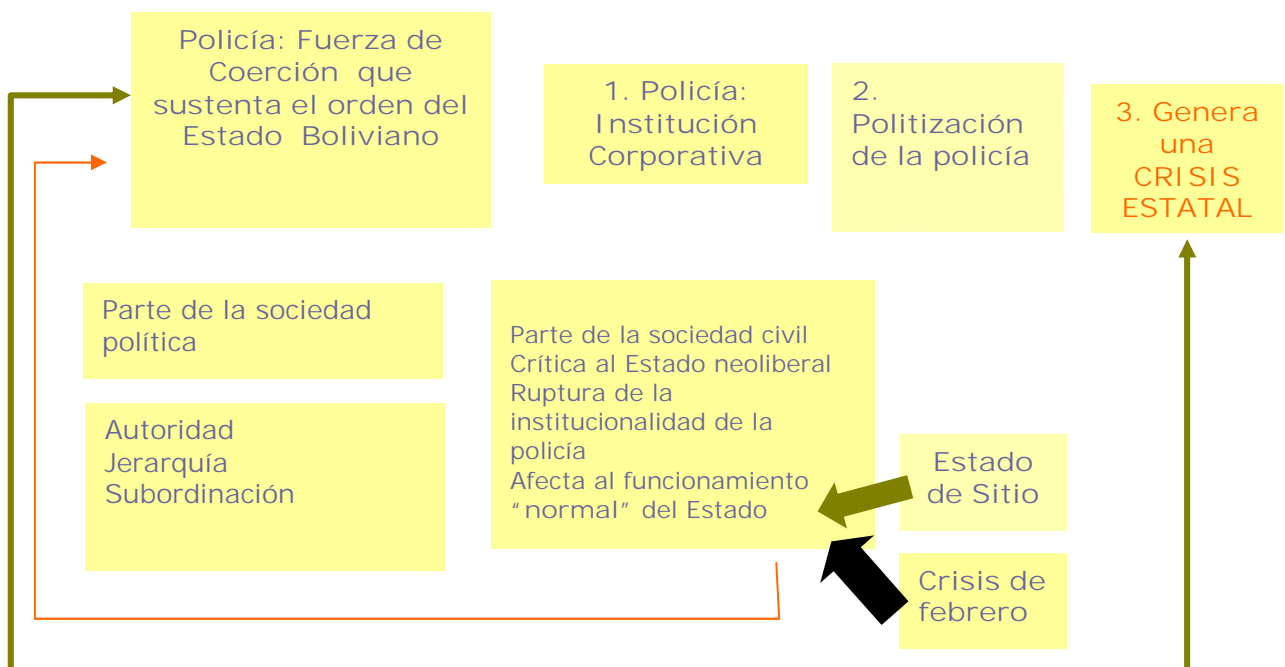 Policía: Fuerza de
Coerción que
sustenta el orden del
Estado Boliviano
1. Policía:
Institución
Corporativa
2.
Politización
de la policía
3. Genera
una
CRISIS
ESTATAL
Parte de la sociedad
política
Autoridad
Jerarquía
Subordinación
Parte de la sociedad civil
Crítica al Estado neoliberal
Ruptura de la
institucionalidad de la
policía
Afecta al funcionamiento
“normal” del Estado
Estado
de Sitio
Crisis de
febrero